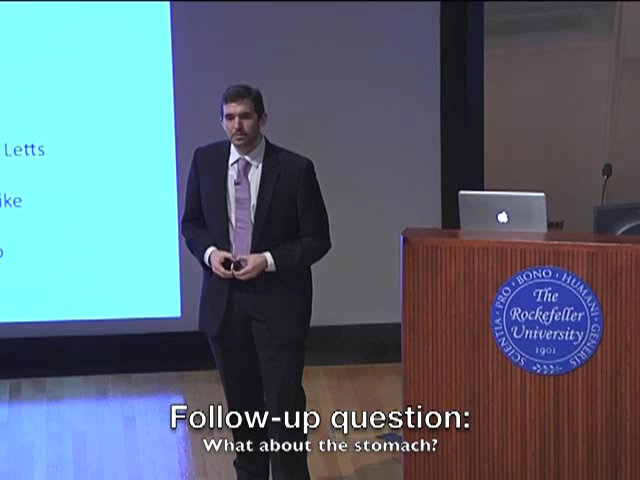 Letts
ike
The
Rockefeller
University
1901
SCIENTIA · PRO · BONO · HUMANI · GENERIS
Follow-up question:
What about the stomach?